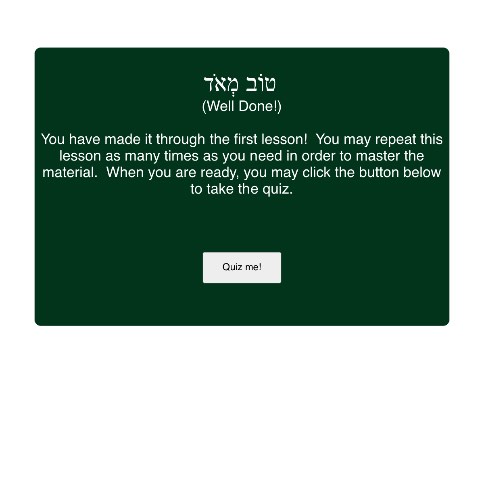 טוֹב מְאֹד
(Well Done!)
You have made it through the first lesson!  You may repeat this
lesson as many times as you need in order to master the
material.  When you are ready, you may click the button below
to take the quiz.
Quiz me!